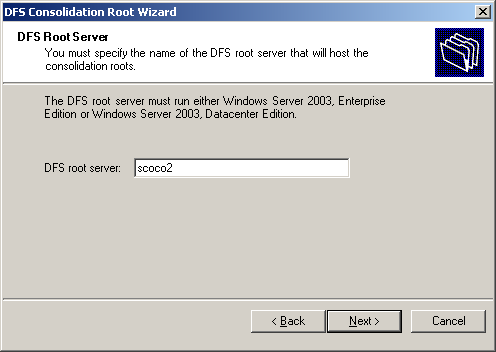 DFS Consolidation Root Wizard
DFS Root Server
You must specify the name of the DFS root server that will host the
consolidation roots.
The DFS root server must run either Windows Server 2003, Enterprise
Edition or Windows Server 2003, Datacenter Edition.
DFS root server: scoco2
< Back Next > Cancel